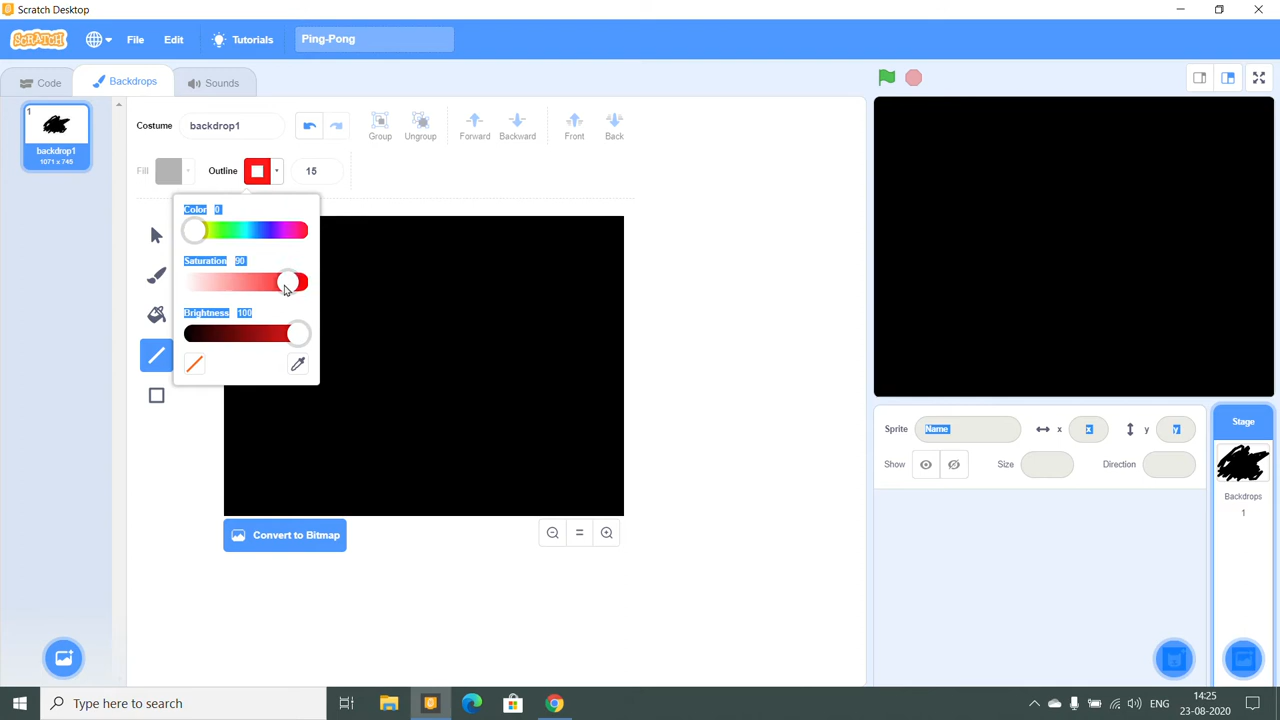 Scratch Desktop
SCRATCH
File
Edit
Tutorials
Ping-Pong
Code
Backdrops
Sounds
1
backdrop1
1071 x 745
Costume
backdrop1
Group
Ungroup
Forward
Backward
Front
Back
Fill
Outline
15
Color 0
Saturation 90
Brightness 100
Convert to Bitmap
Sprite
Name
x
x
y
y
Show
Size
Direction
Stage
Backdrops
1
Type here to search
ENG
14:25
23-08-2020